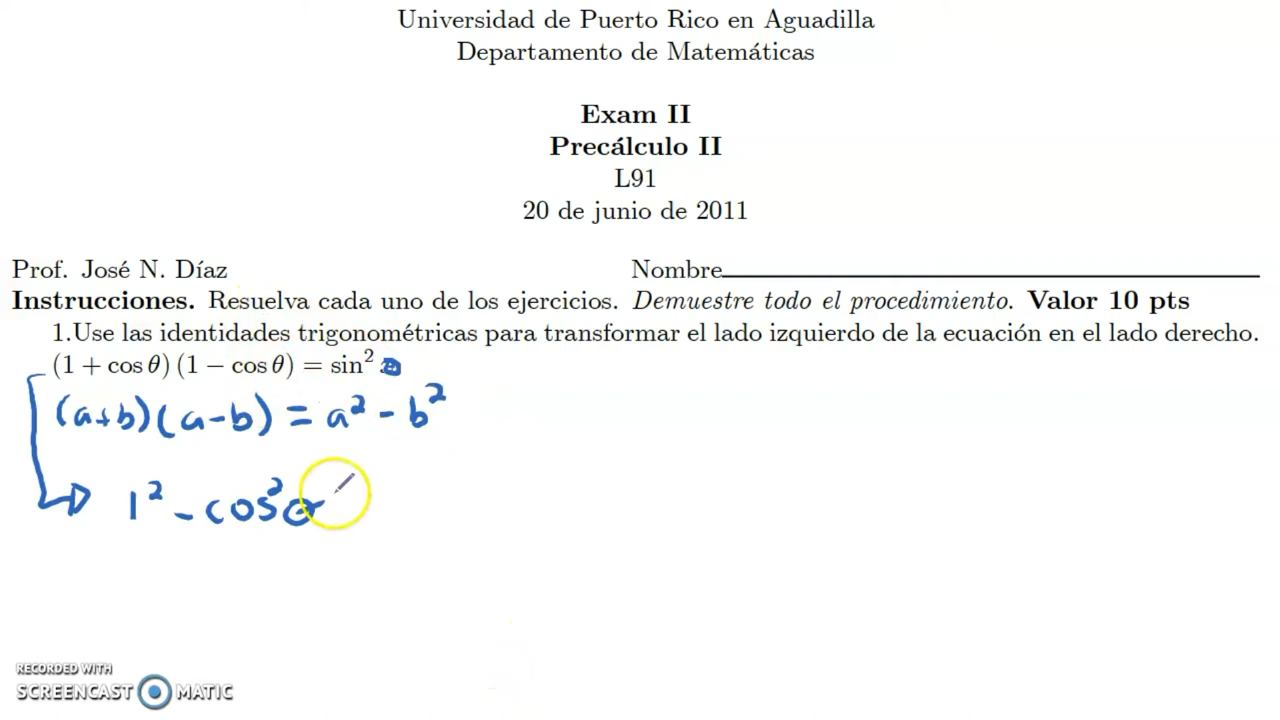 Universidad de Puerto Rico en Aguadilla
Departamento de Matemáticas
Exam II
Precálculo II
L91
20 de junio de 2011
Prof. José N. Díaz Nombre
Instrucciones. Resuelva cada uno de los ejercicios. Demuestre todo el procedimiento. Valor 10 pts
1.Use las identidades trigonométricas para transformar el lado izquierdo de la ecuación en el lado derecho.
(1 + cos θ) (1 − cos θ) = sin² θ
(a+b)(a-b) = a² - b²
1² - cos² θ
RECORDED WITH
SCREENCAST MATIC